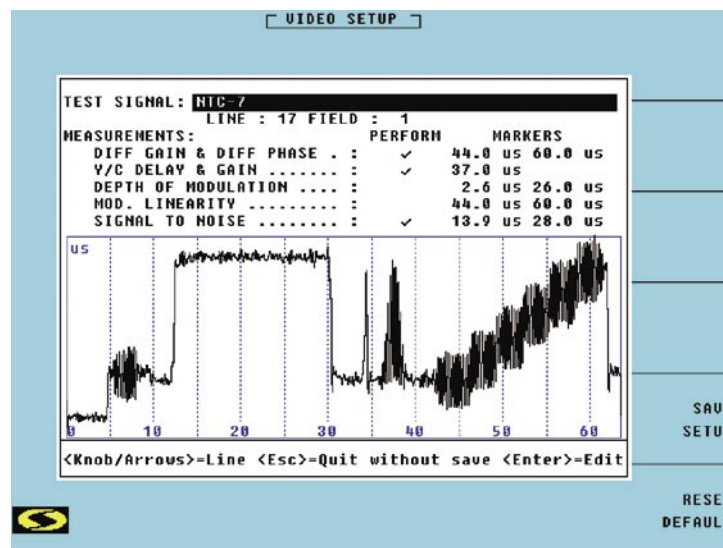 VIDEO SETUP
TEST SIGNAL: NTC-7
LINE : 17 FIELD : 1
MEASUREMENTS: PERFORM MARKERS
DIFF GAIN & DIFF PHASE . : ✓ 44.0 us 60.0 us
Y/C DELAY & GAIN ....... : ✓ 37.0 us
DEPTH OF MODULATION .... : 2.6 us 26.0 us
MOD. LINEARITY ......... : 44.0 us 60.0 us
SIGNAL TO NOISE ........ : ✓ 13.9 us 28.0 us
us
0 10 20 30 40 50 60
<Knob/Arrows>=Line <Esc>=Quit without save <Enter>=Edit
SAV
SETU
RESE
DEFAUL